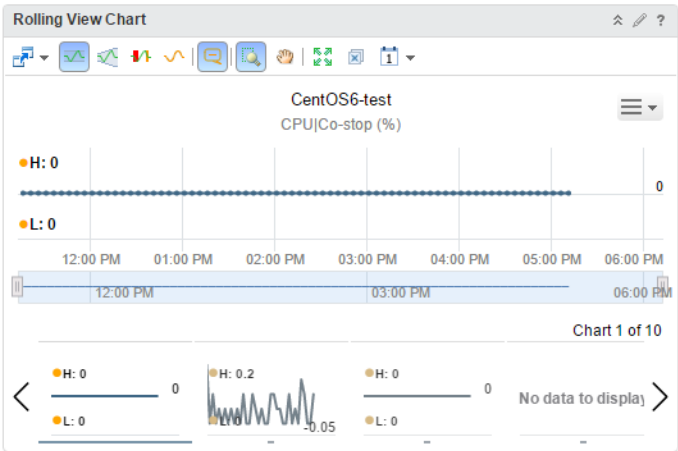 Rolling View Chart ?
1
CentOS6-test
CPU|Co-stop (%)
H: 0
0
L: 0
12:00 PM 01:00 PM 02:00 PM 03:00 PM 04:00 PM 05:00 PM 06:00 PM
12:00 PM 03:00 PM 06:00 PM
Chart 1 of 10
H: 0 H: 0.2 H: 0
0 0 No data to display
L: 0 L: 0 -0.05 L: 0
- - -